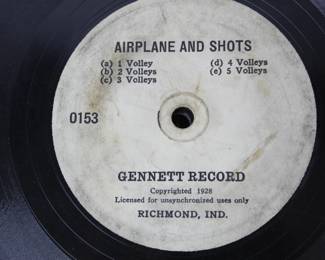 AIRPLANE AND SHOTS
(a) 1 Volley
(b) 2 Volleys
(c) 3 Volleys
(d) 4 Volleys
(e) 5 Volleys
0153
GENNETT RECORD
Copyrighted 1928
Licensed for unsynchronized uses only
RICHMOND, IND.